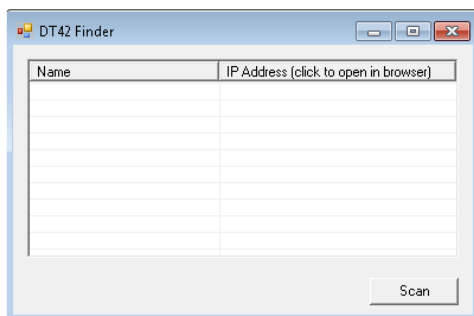 DT42 Finder
Name IP Address (click to open in browser)
Scan